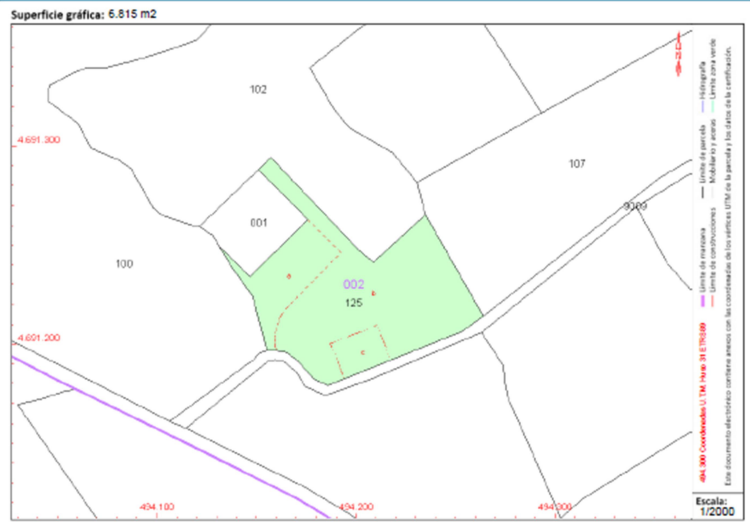 Superficie gráfica: 6.815 m2
102
4.691.300
107
9009
001
100
002
a
a
125
4.691.200
c
494.100
494.200
494.300
Límite de manzana
Límite de parcela
Hidrografía
Límite de construcciones
Mobiliario y aceras
Límite zona verde
494.300 Coordenadas U.T.M. Huso 31 ETRS89
Este documento electrónico contiene anexos con las coordenadas de los vértices UTM de la parcela y los datos de la certificación.
Escala:
1/2000